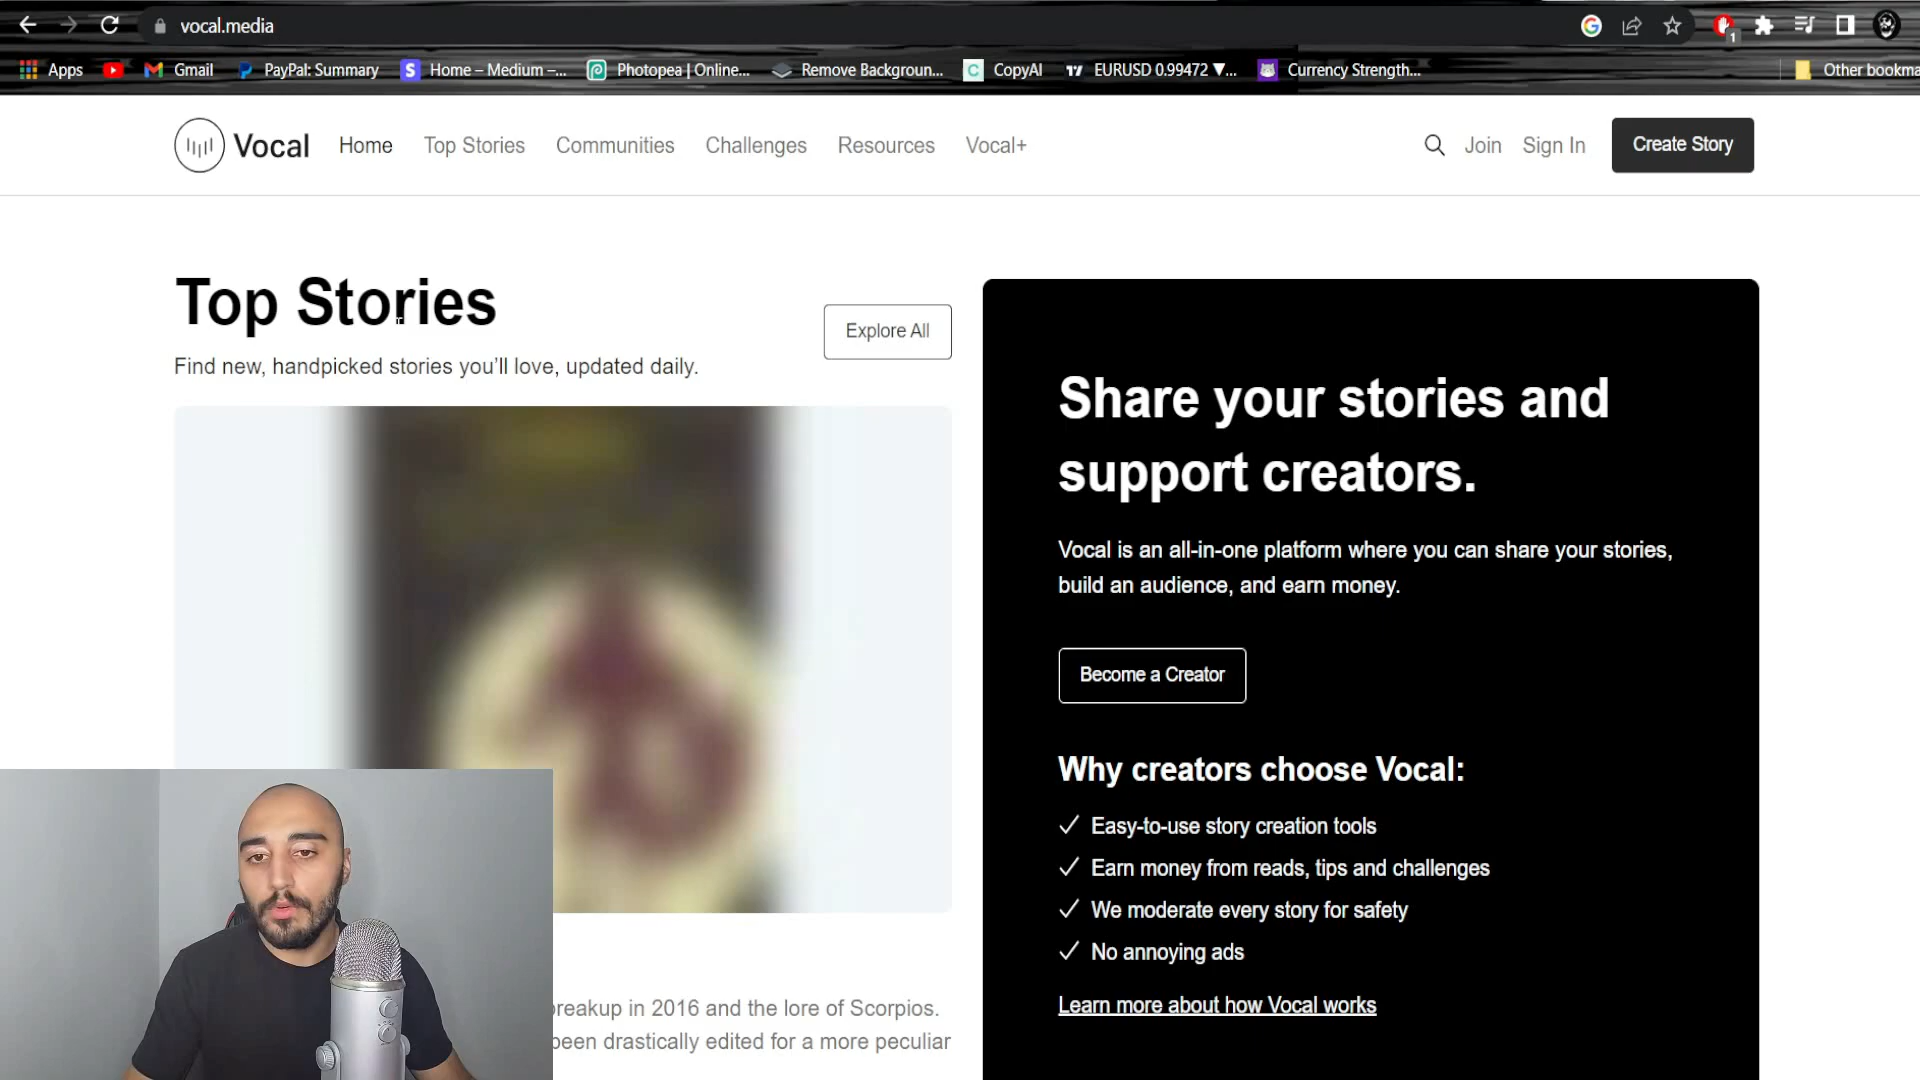 vocal.media
1
Apps
Gmail
PayPal: Summary
Home – Medium –...
Photopea | Online...
Remove Backgroun...
CopyAI
EURUSD 0.99472 ▼...
Currency Strength...
Other bookma
Vocal
Home
Top Stories
Communities
Challenges
Resources
Vocal+
Join
Sign In
Create Story
Top Stories
Explore All
Find new, handpicked stories you’ll love, updated daily.
Share your stories and
support creators.
Vocal is an all-in-one platform where you can share your stories,
build an audience, and earn money.
Become a Creator
Why creators choose Vocal:
Easy-to-use story creation tools
Earn money from reads, tips and challenges
We moderate every story for safety
No annoying ads
Learn more about how Vocal works
breakup in 2016 and the lore of Scorpios.
been drastically edited for a more peculiar